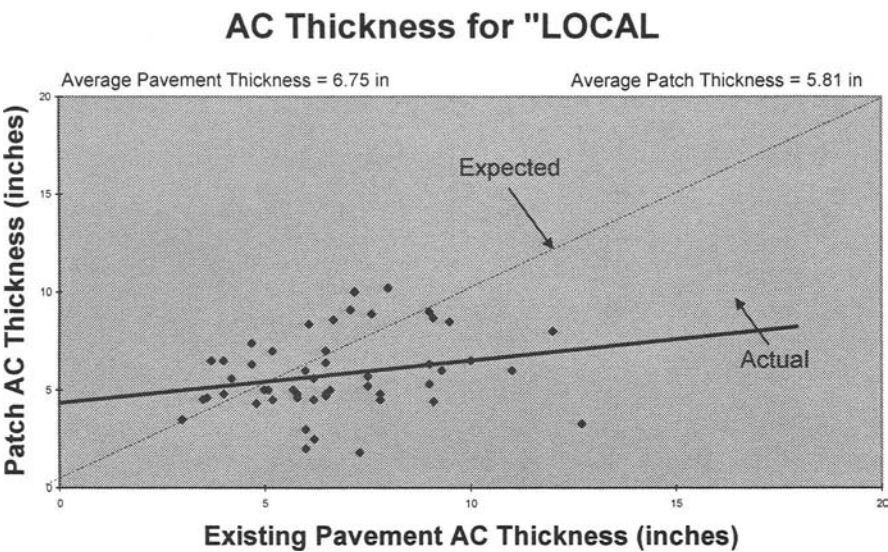 AC Thickness for "LOCAL
Average Pavement Thickness = 6.75 in
Average Patch Thickness = 5.81 in
Patch AC Thickness (inches)
20
15
10
5
0
Expected
Actual
0
5
10
15
20
Existing Pavement AC Thickness (inches)